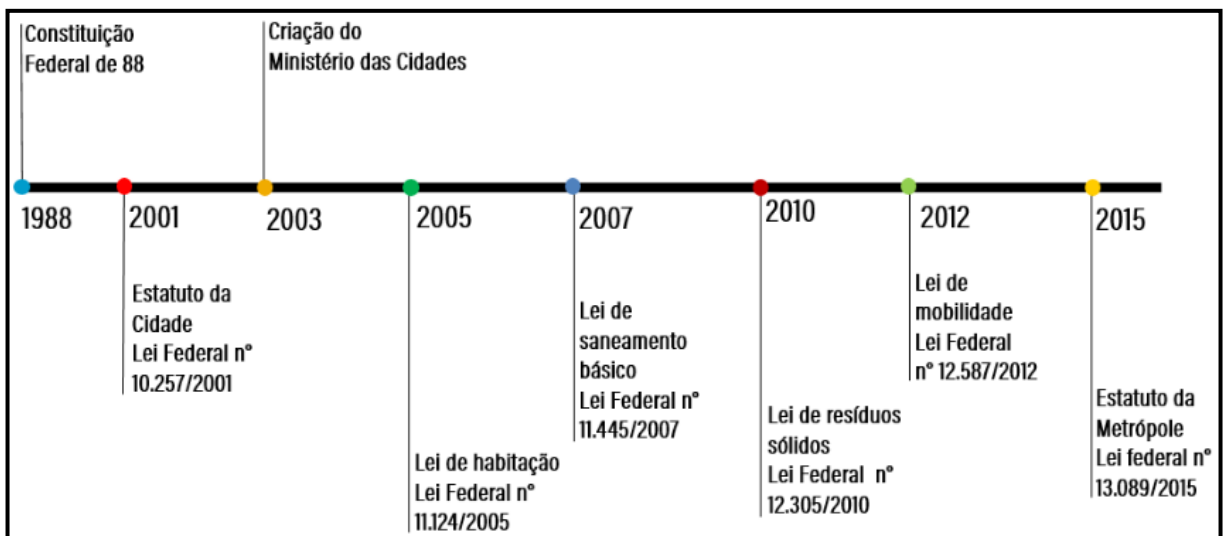 Constituição
Federal de 88
Criação do
Ministério das Cidades
1988
2001
2003
2005
2007
2010
2012
2015
Estatuto da
Cidade
Lei Federal nº
10.257/2001
Lei de habitação
Lei Federal nº
11.124/2005
Lei de
saneamento
básico
Lei Federal nº
11.445/2007
Lei de resíduos
sólidos
Lei Federal nº
12.305/2010
Lei de
mobilidade
Lei Federal
nº 12.587/2012
Estatuto da
Metrópole
Lei federal nº
13.089/2015